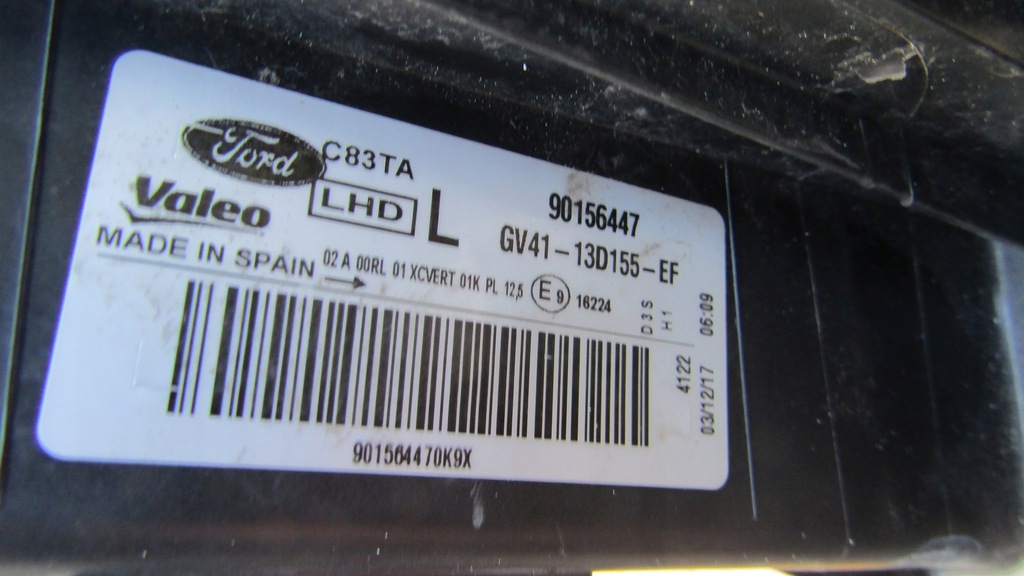 Ford C83TA
Valeo LHD L
90156447
GV41-13D155-EF
MADE IN SPAIN
02 A 00RL 01 XCVERT 01K PL 12,5 E9 16224
D3S
H1
4122
03/12/17 06:09
901564470K9X